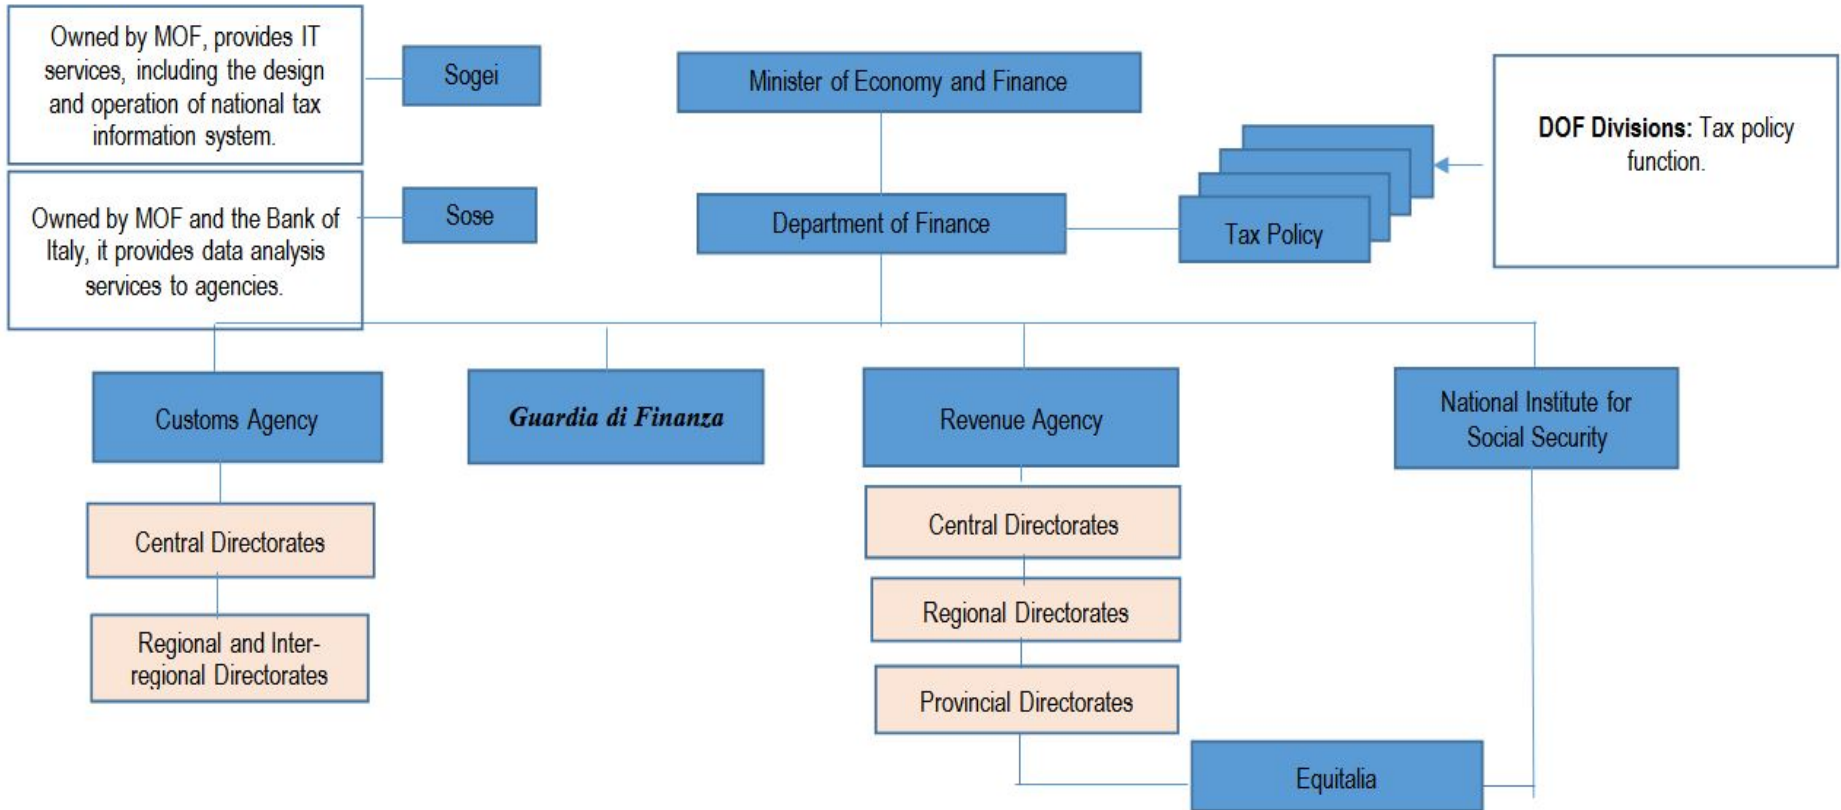 Owned by MOF, provides IT
services, including the design
and operation of national tax
information system.
Sogei
Minister of Economy and Finance
DOF Divisions: Tax policy
function.
Owned by MOF and the Bank of
Italy, it provides data analysis
services to agencies.
Sose
Department of Finance
Tax Policy
Customs Agency
Guardia di Finanza
Revenue Agency
National Institute for
Social Security
Central Directorates
Regional and Inter-
regional Directorates
Central Directorates
Regional Directorates
Provincial Directorates
Equitalia